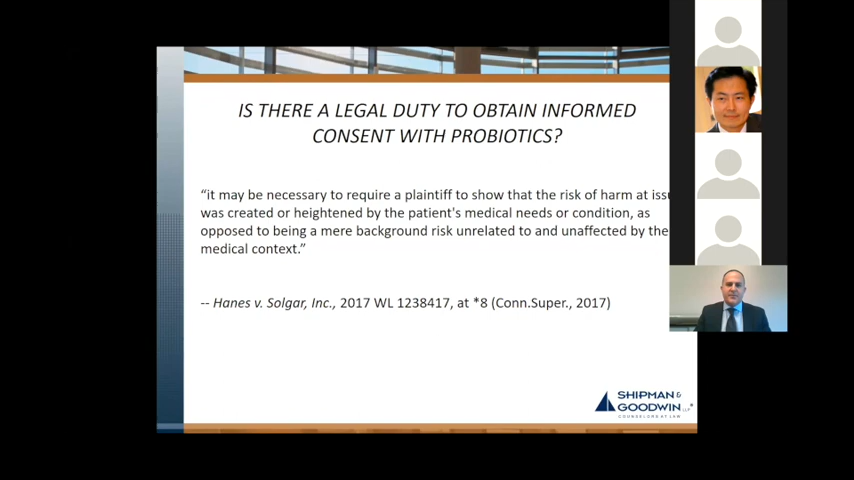 IS THERE A LEGAL DUTY TO OBTAIN INFORMED
CONSENT WITH PROBIOTICS?
“it may be necessary to require a plaintiff to show that the risk of harm at
was created or heightened by the patient's medical needs or condition, as
opposed to being a mere background risk unrelated to and unaffected by the
medical context.”
-- Hanes v. Solgar, Inc., 2017 WL 1238417, at *8 (Conn.Super., 2017)
SHIPMAN &
GOODWIN LLP®
COUNSELORS AT LAW